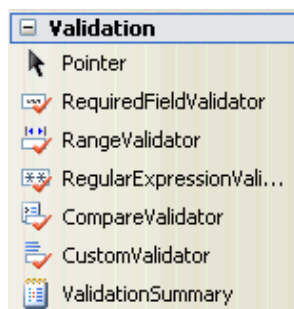 Validation
Pointer
RequiredFieldValidator
RangeValidator
RegularExpressionVali...
CompareValidator
CustomValidator
ValidationSummary